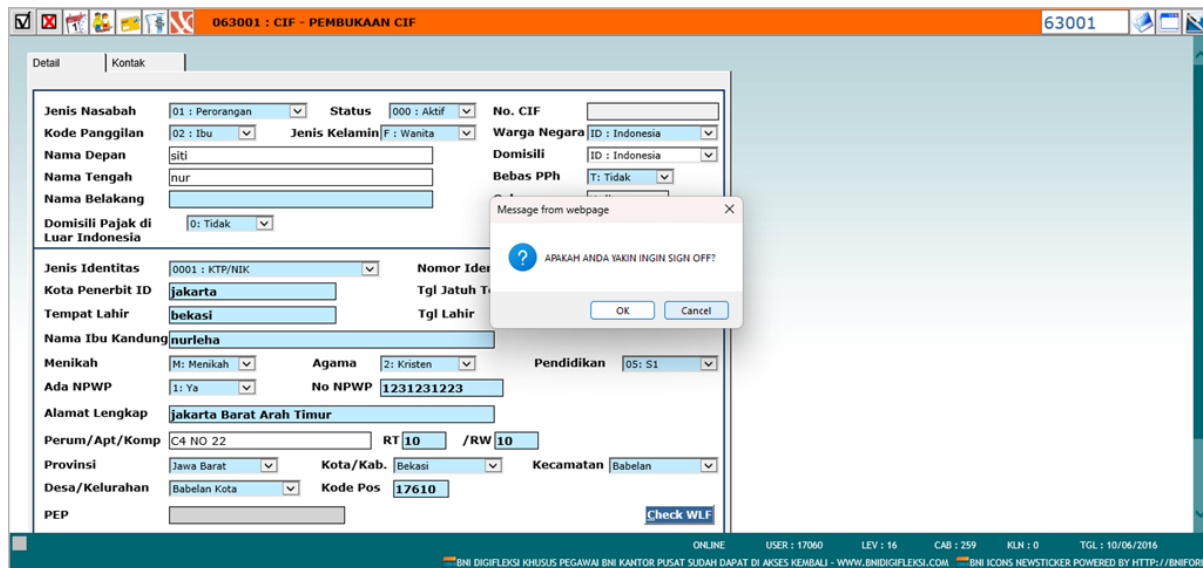 063001 : CIF - PEMBUKAAN CIF 63001
Detail Kontak
Jenis Nasabah 01 : Perorangan Status 000 : Aktif No. CIF
Kode Panggilan 02 : Ibu Jenis Kelamin F : Wanita Warga Negara ID : Indonesia
Nama Depan siti Domisili ID : Indonesia
Nama Tengah nur Bebas PPh T: Tidak
Nama Belakang
Message from webpage
Domisili Pajak di Luar Indonesia 0: Tidak
APAKAH ANDA YAKIN INGIN SIGN OFF?
OK Cancel
Jenis Identitas 0001 : KTP/NIK Nomor Iden
Kota Penerbit ID jakarta Tgl Jatuh T
Tempat Lahir bekasi Tgl Lahir
Nama Ibu Kandung nurleha
Menikah M: Menikah Agama 2: Kristen Pendidikan 05: S1
Ada NPWP 1: Ya No NPWP 1231231223
Alamat Lengkap jakarta Barat Arah Timur
Perum/Apt/Komp C4 NO 22 RT 10 /RW 10
Provinsi Jawa Barat Kota/Kab. Bekasi Kecamatan Babelan
Desa/Kelurahan Babelan Kota Kode Pos 17610
PEP Check WLF
ONLINE USER : 17060 LEV : 16 CAB : 259 KLN : 0 TGL : 10/06/2016
BNI DIGIFLEKSI KHUSUS PEGAWAI BNI KANTOR PUSAT SUDAH DAPAT DI AKSES KEMBALI - WWW.BNIDIGIFLEKSI.COM BNI ICONS NEWSTICKER POWERED BY HTTP://BNIFOR